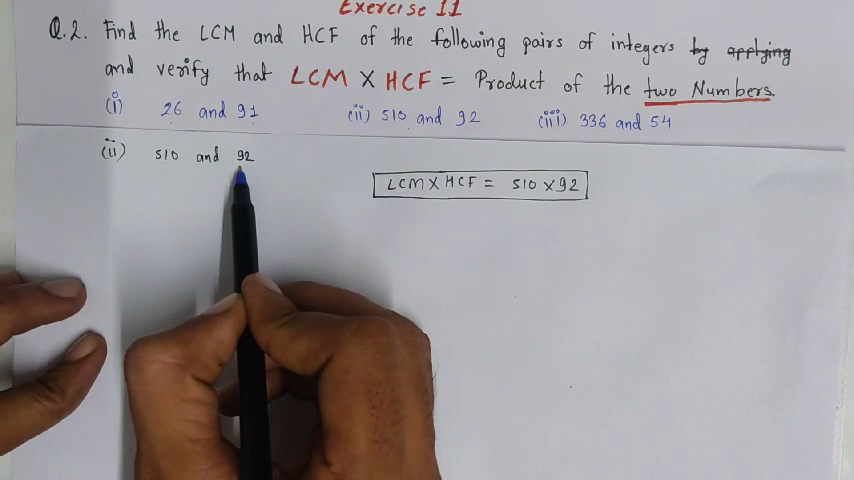 Exercise 1.1
Q.2. Find the LCM and HCF of the following pairs of integers by applying
and verify that LCM X HCF = Product of the two Numbers.
(i) 26 and 91 (ii) 510 and 92 (iii) 336 and 54
(ii) 510 and 92
LCM X HCF = 510 X 92